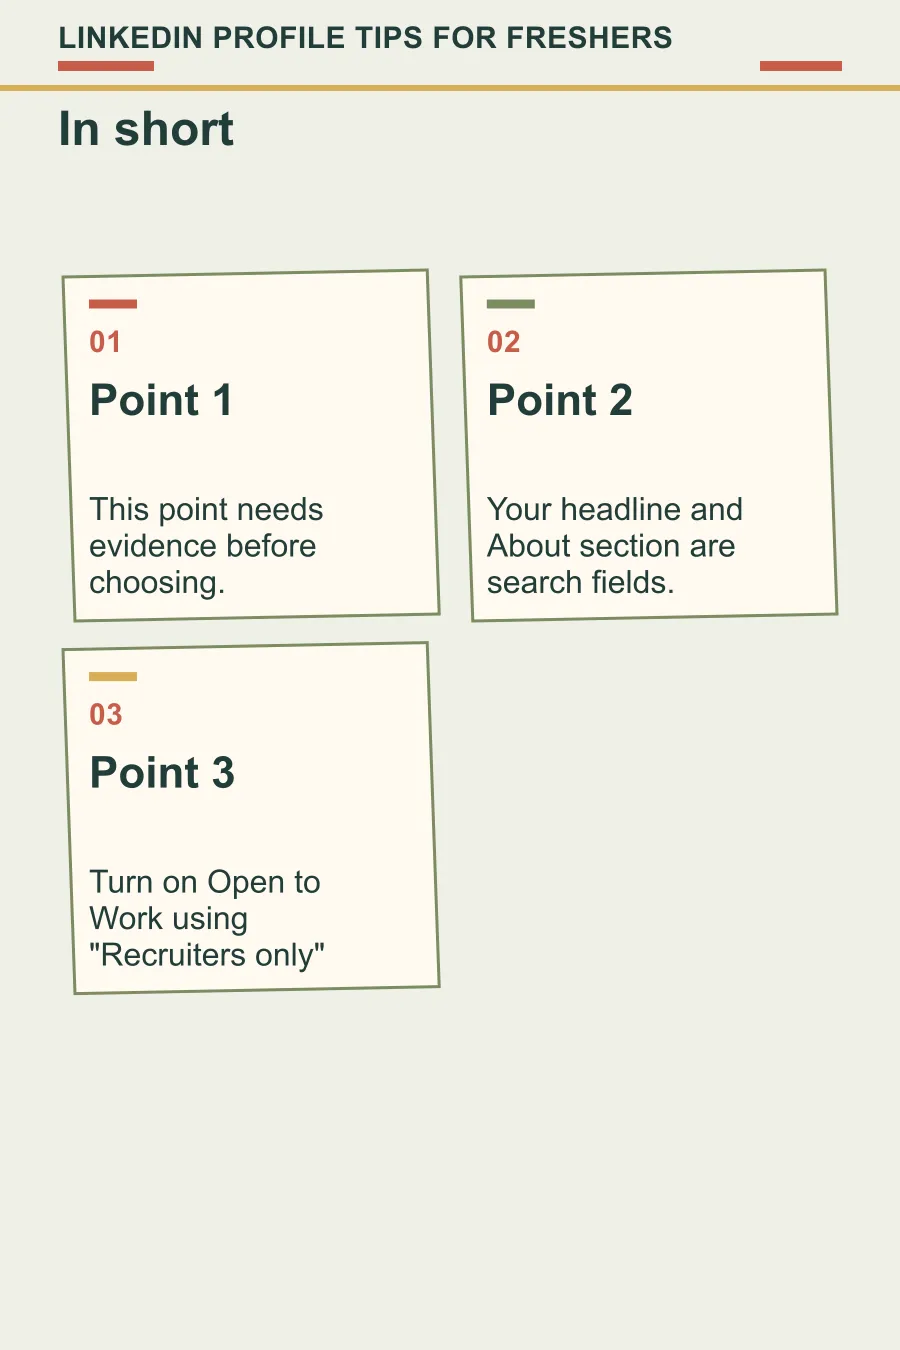 LINKEDIN PROFILE TIPS FOR FRESHERS
In short
01
Point 1
This point needs
evidence before
choosing.
02
Point 2
Your headline and
About section are
search fields.
03
Point 3
Turn on Open to
Work using
"Recruiters only"